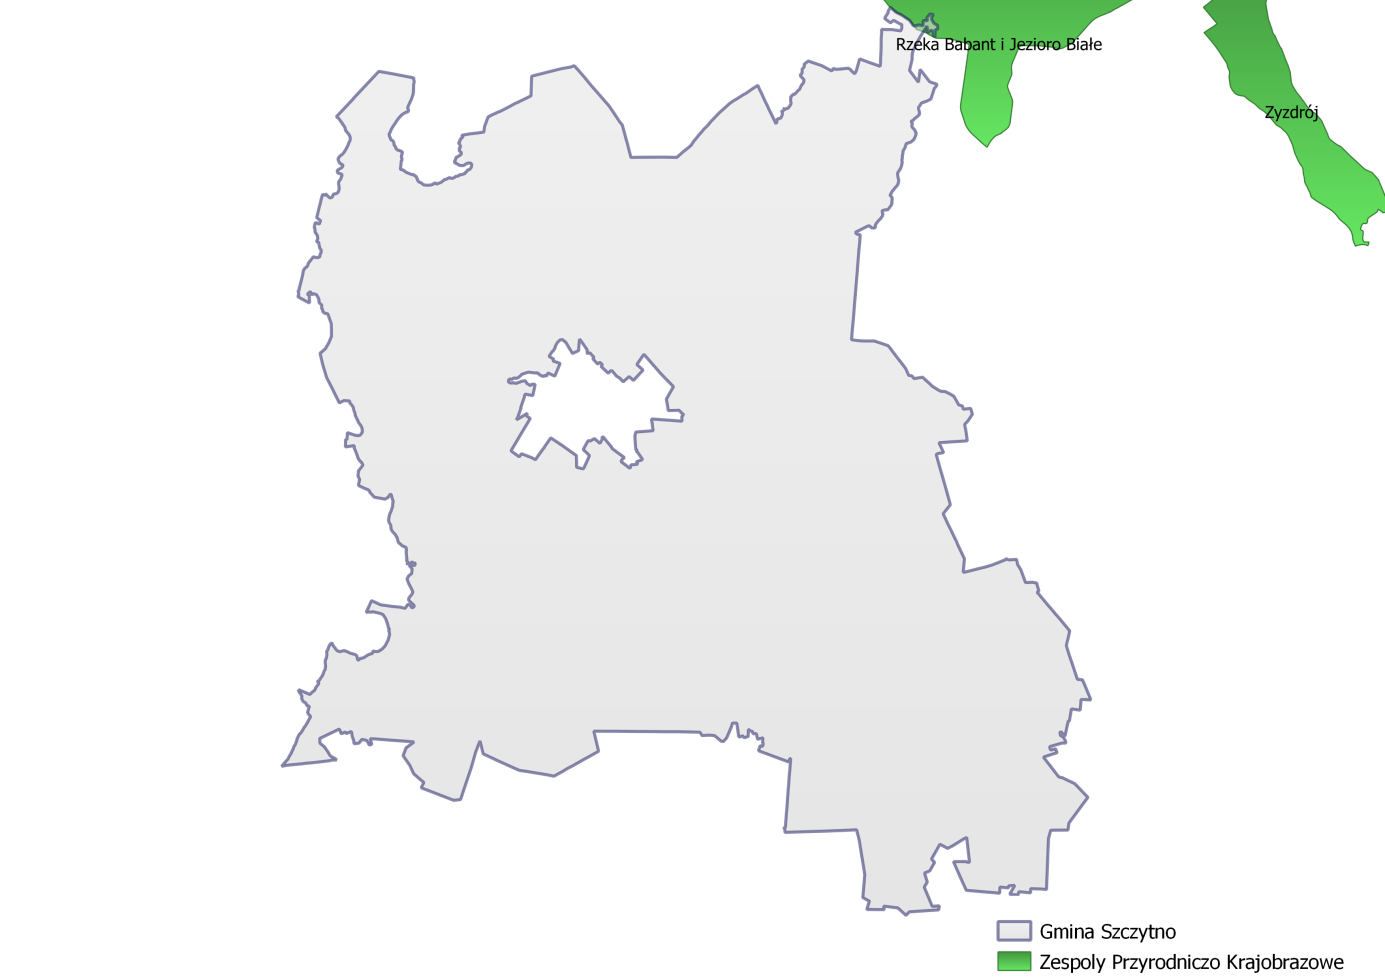 Rzeka Babant i Jezioro Białe
Zyzdrój
Gmina Szczytno
Zespoly Przyrodniczo Krajobrazowe